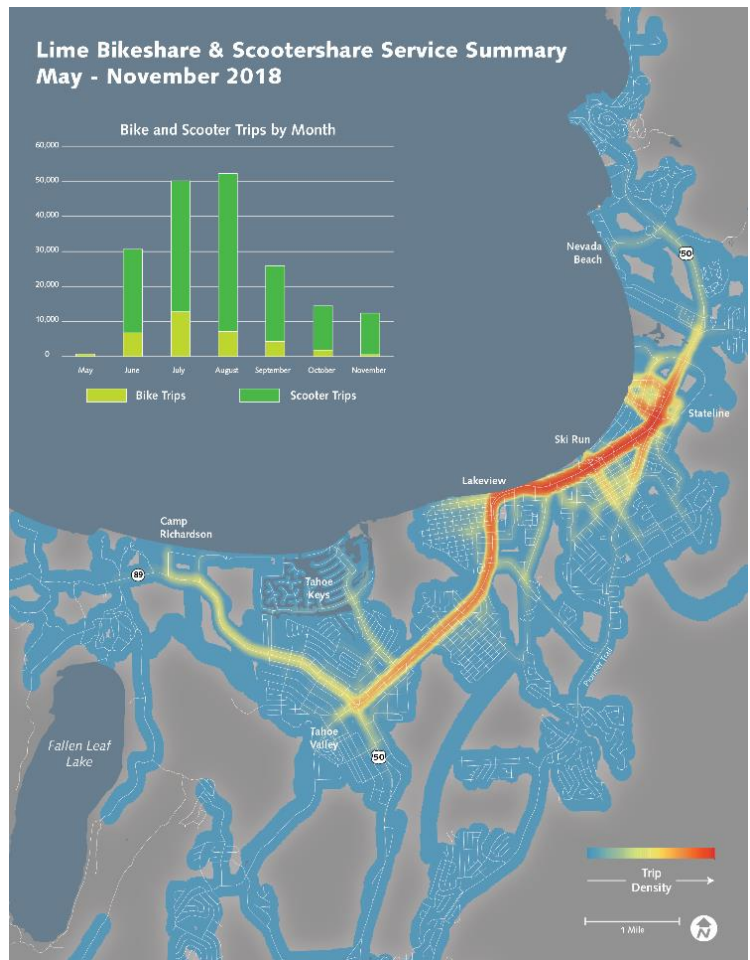 Lime Bikeshare & Scootershare Service Summary
May - November 2018
Bike and Scooter Trips by Month
60,000
50,000
40,000
30,000
20,000
10,000
0
May June July August September October November
Bike Trips Scooter Trips
Nevada
Beach
50
Stateline
Ski Run
Lakeview
Camp
Richardson
89
Tahoe
Keys
Pioneer Trail
Tahoe
Valley
50
Fallen Leaf
Lake
Trip
Density
1 Mile
N